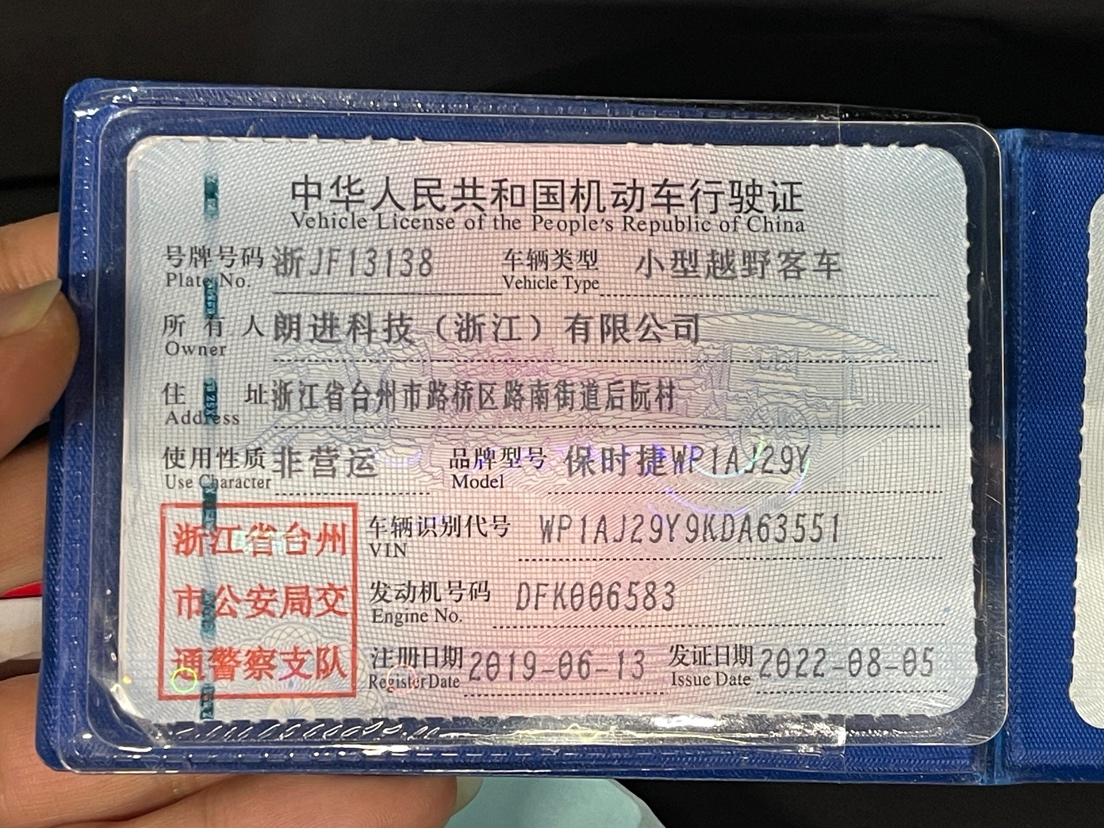 中华人民共和国机动车行驶证
Vehicle License of the People's Republic of China
号牌号码 浙JF13138 车辆类型 小型越野客车
Plate No. Vehicle Type
所有人 朗进科技（浙江）有限公司
Owner
住址 浙江省台州市路桥区路南街道后阮村
Address
使用性质 非营运 品牌型号 保时捷WP1AJ29Y
Use Character Model
浙江省台州
市公安局交
通警察支队
车辆识别代号 WP1AJ29Y9KDA63551
VIN
发动机号码 DFK006583
Engine No.
注册日期 2019-06-13 发证日期 2022-08-05
Register Date Issue Date